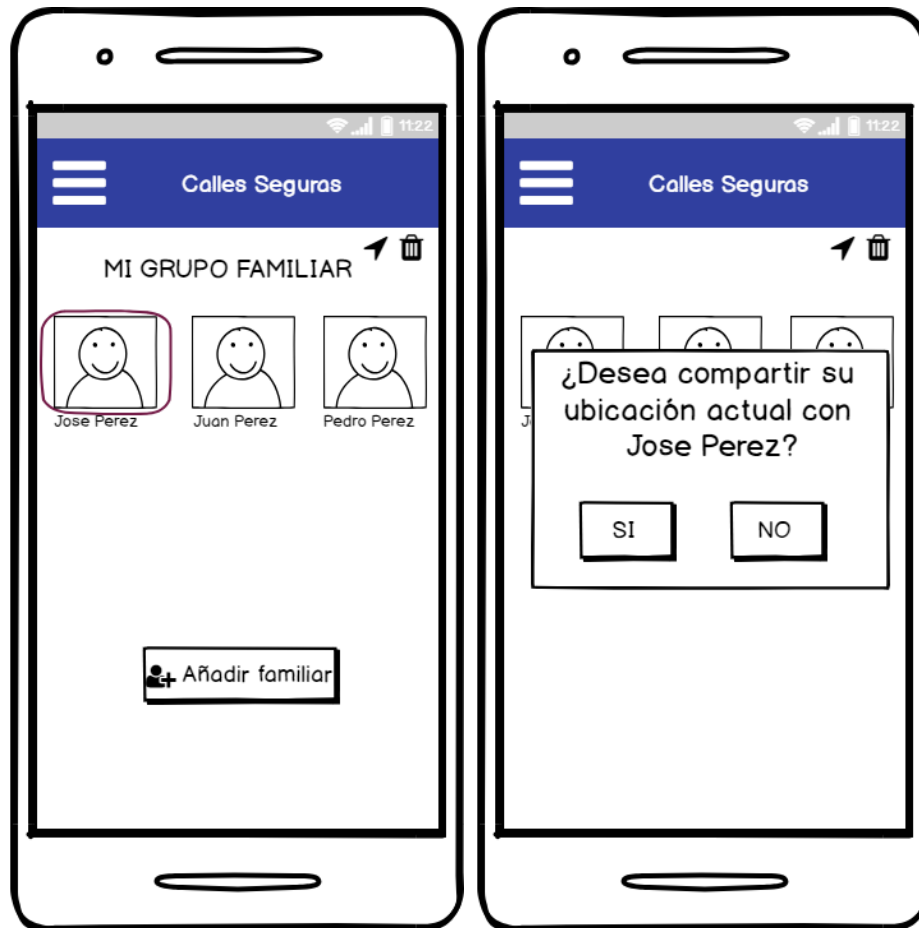 11:22
Calles Seguras
MI GRUPO FAMILIAR
Jose Perez
Juan Perez
Pedro Perez
Añadir familiar
11:22
Calles Seguras
¿Desea compartir su
ubicación actual con
Jose Perez?
SI
NO